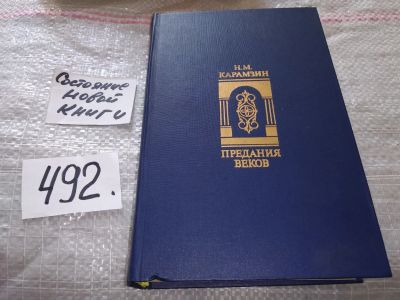 Состояние
новой
книги
492.
Н.М.
КАРАМЗИН
ПРЕДАНИЯ
ВЕКОВ